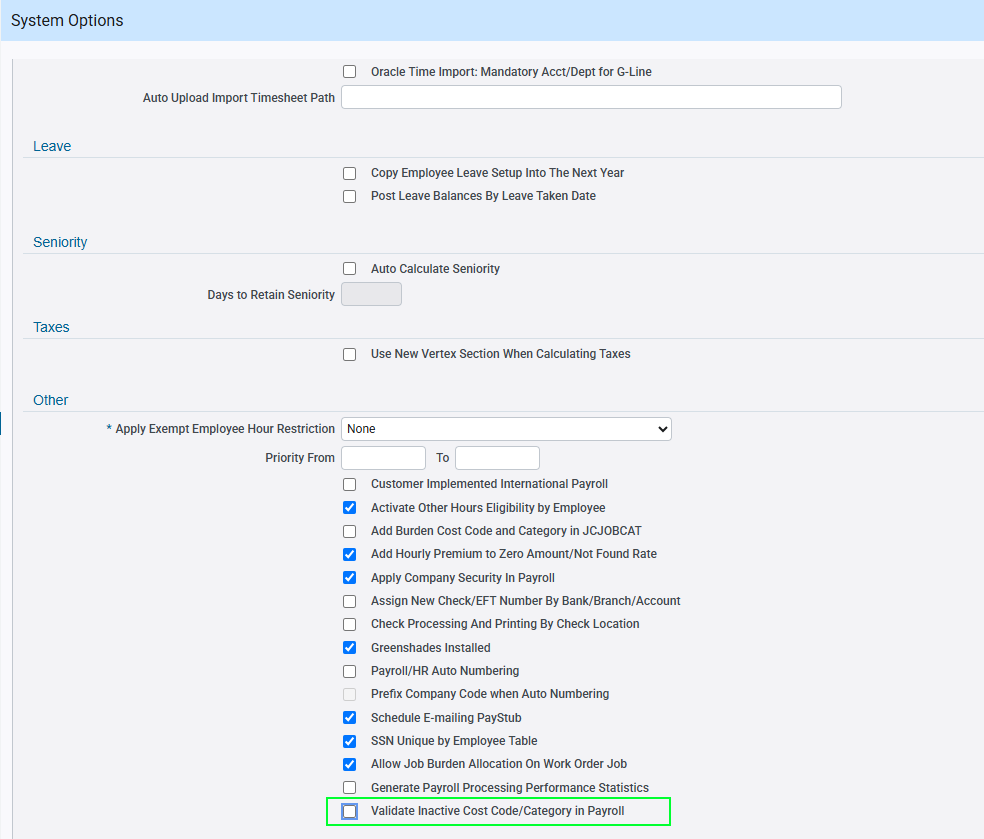 System Options
Oracle Time Import: Mandatory Acct/Dept for G-Line
Auto Upload Import Timesheet Path
Leave
Copy Employee Leave Setup Into The Next Year
Post Leave Balances By Leave Taken Date
Seniority
Auto Calculate Seniority
Days to Retain Seniority
Taxes
Use New Vertex Section When Calculating Taxes
Other
* Apply Exempt Employee Hour Restriction None
Priority From To
Customer Implemented International Payroll
Activate Other Hours Eligibility by Employee
Add Burden Cost Code and Category in JCJOBCAT
Add Hourly Premium to Zero Amount/Not Found Rate
Apply Company Security In Payroll
Assign New Check/EFT Number By Bank/Branch/Account
Check Processing And Printing By Check Location
Greenshades Installed
Payroll/HR Auto Numbering
Prefix Company Code when Auto Numbering
Schedule E-mailing PayStub
SSN Unique by Employee Table
Allow Job Burden Allocation On Work Order Job
Generate Payroll Processing Performance Statistics
Validate Inactive Cost Code/Category in Payroll